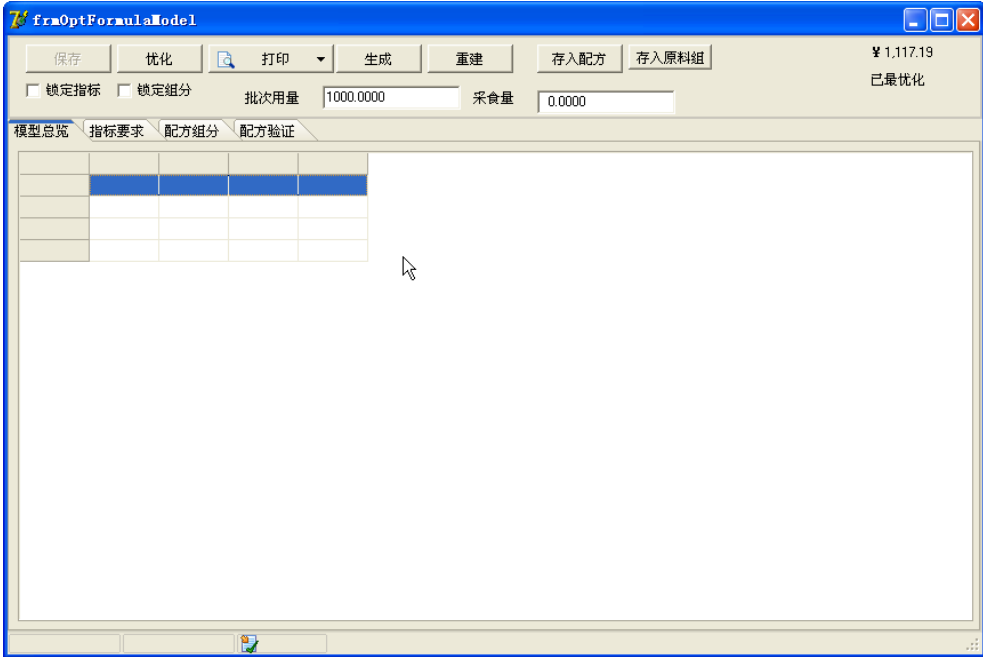 frmOptFormulaModel
保存 优化 打印 生成 重建 存入配方 存入原料组 ¥ 1,117.19
锁定指标 锁定组分 批次用量 1000.0000 采食量 0.0000 已最优化
模型总览 指标要求 配方组分 配方验证